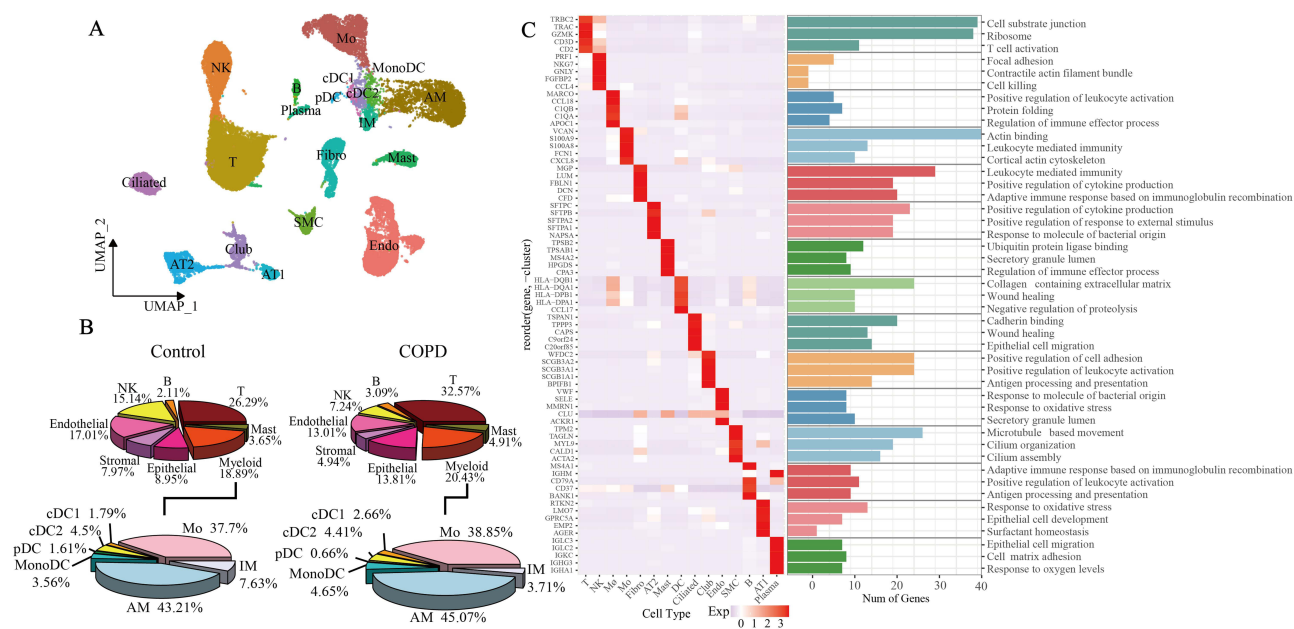 A
Mo
NK
MonoDC
cDC1
B
pDC
cDC2
AM
Plasma
IM
T
Fibro
Mast
Ciliated
SMC
Club
Endo
AT2
AT1
UMAP_2
UMAP_1
B
Control
COPD
NK
15.14%
B
2.11%
T
26.29%
Endothelial
17.01%
Mast
3.65%
Stromal
7.97%
Epithelial
8.95%
Myeloid
18.89%
cDC1 1.79%
cDC2 4.5%
pDC 1.61%
MonoDC
3.56%
Mo 37.7%
IM
7.63%
AM 43.21%
NK
7.24%
B
3.09%
T
32.57%
Endothelial
13.01%
Mast
4.91%
Stromal
4.94%
Epithelial
13.81%
Myeloid
20.43%
cDC1 2.66%
cDC2 4.41%
pDC 0.66%
MonoDC
4.65%
Mo 38.85%
IM
3.71%
AM 45.07%
C
reorder(gene, -cluster)
TRBC2
TRAC
GZMK
CD3D
CD2
PRF1
NKG7
GNLY
FGFBP2
CCL4
MARCO
CCL18
C1QB
C1QA
APOC1
VCAN
S100A9
S100A8
FCN1
CXCL8
MGP
LUM
FBLN1
DCN
CFD
SFTPC
SFTPB
SFTPA2
SFTPA1
NAPSA
TPSB2
TPSAB1
MS4A2
HPGDS
CPA3
HLA-DQB1
HLA-DQA1
HLA-DPB1
HLA-DPA1
CCL17
TSPAN1
TPPP3
CAPS
C9orf24
C20orf85
WFDC2
SCGB3A2
SCGB3A1
SCGB1A1
BPIFB1
VWF
SELE
MMRN1
CLU
ACKR1
TPM2
TAGLN
MYL9
CALD1
ACTA2
MS4A1
IGHM
CD79A
CD37
BANK1
RTKN2
LMO7
GPRC5A
EMP2
AGER
IGLC3
IGLC2
IGKC
IGHG3
IGHA1
T
NK
Mφ
Mo
Fibro
AT2
Mast
DC
Ciliated
Club
Endo
SMC
B
AT1
Plasma
Cell Type
Exp
0 1 2 3
Cell substrate junction
Ribosome
T cell activation
Focal adhesion
Contractile actin filament bundle
Cell killing
Positive regulation of leukocyte activation
Protein folding
Regulation of immune effector process
Actin binding
Leukocyte mediated immunity
Cortical actin cytoskeleton
Leukocyte mediated immunity
Positive regulation of cytokine production
Adaptive immune response based on immunoglobulin recombination
Positive regulation of cytokine production
Positive regulation of response to external stimulus
Response to molecule of bacterial origin
Ubiquitin protein ligase binding
Secretory granule lumen
Regulation of immune effector process
Collagen containing extracellular matrix
Wound healing
Negative regulation of proteolysis
Cadherin binding
Wound healing
Epithelial cell migration
Positive regulation of cell adhesion
Positive regulation of leukocyte activation
Antigen processing and presentation
Response to molecule of bacterial origin
Response to oxidative stress
Secretory granule lumen
Microtubule based movement
Cilium organization
Cilium assembly
Adaptive immune response based on immunoglobulin recombination
Positive regulation of leukocyte activation
Antigen processing and presentation
Response to oxidative stress
Epithelial cell development
Surfactant homeostasis
Epithelial cell migration
Cell matrix adhesion
Response to oxygen levels
0 10 20 30 40
Num of Genes